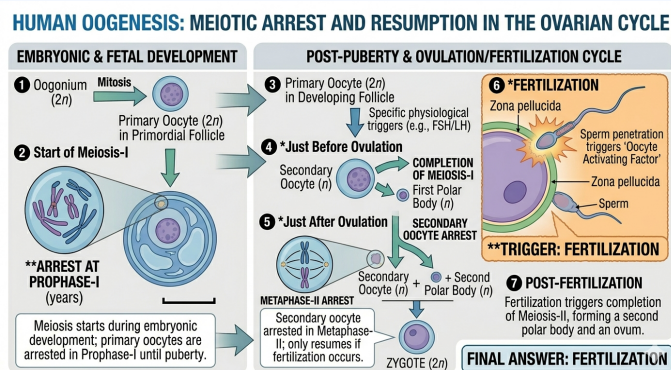 HUMAN OOGENESIS: MEIOTIC ARREST AND RESUMPTION IN THE OVARIAN CYCLE
EMBRYONIC & FETAL DEVELOPMENT
1 Oogonium
(2n)
Mitosis
Primary Oocyte (2n)
in Primordial Follicle
2 Start of Meiosis-I
**ARREST AT
PROPHASE-I
(years)
Meiosis starts during embryonic
development; primary oocytes are
arrested in Prophase-I until puberty.
POST-PUBERTY & OVULATION/FERTILIZATION CYCLE
3 Primary Oocyte (2n)
in Developing Follicle
Specific physiological
triggers (e.g., FSH/LH)
4 *Just Before Ovulation
Secondary
Oocyte (n)
COMPLETION
OF MEIOSIS-I
First Polar
Body (n)
5 *Just After Ovulation
SECONDARY
OOCYTE ARREST
METAPHASE-II ARREST
Secondary
Oocyte (n)
+
+ Second
Polar Body (n)
Secondary oocyte
arrested in Metaphase-
II; only resumes if
fertilization occurs.
ZYGOTE (2n)
6 *FERTILIZATION
Zona pellucida
Sperm penetration
triggers 'Oocyte
Activating Factor'
Zona pellucida
Sperm
**TRIGGER: FERTILIZATION
7 POST-FERTILIZATION
Fertilization triggers completion
of Meiosis-II, forming a second
polar body and an ovum.
FINAL ANSWER: FERTILIZATION